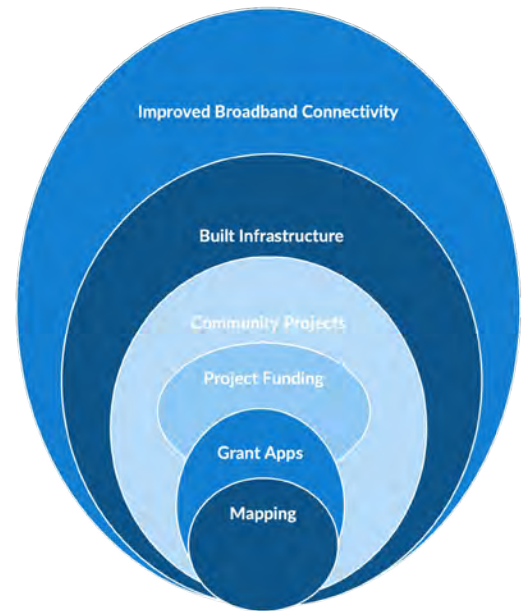 Improved Broadband Connectivity
Built Infrastructure
Community Projects
Project Funding
Grant Apps
Mapping